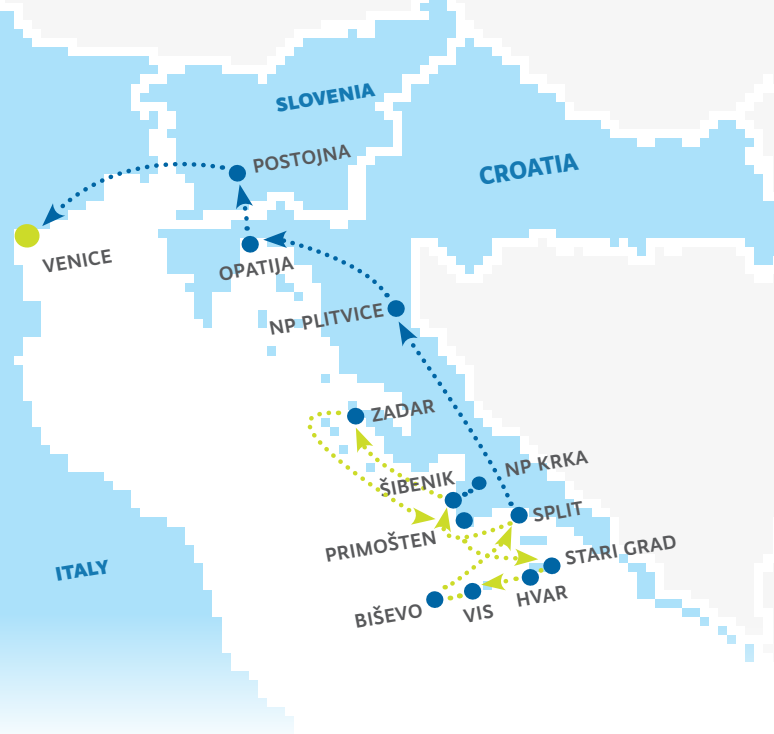 SLOVENIA
POSTOJNA
CROATIA
VENICE
OPATIJA
NP PLITVICE
ZADAR
NP KRKA
ŠIBENIK
SPLIT
PRIMOŠTEN
STARI GRAD
ITALY
HVAR
BIŠEVO
VIS